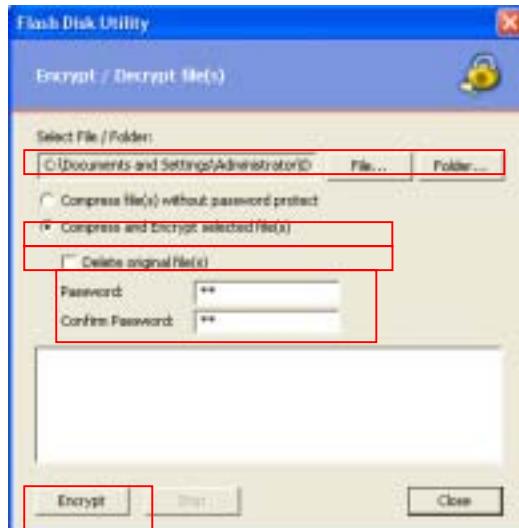 Flash Disk Utility
Encrypt / Decrypt file(s)
Select File / Folder:
C:\Documents and Settings\Administrator\D File... Folder...
Compress file(s) without password protect
Compress and Encrypt selected file(s)
Delete original file(s)
Password: **
Confirm Password: **
Encrypt Stop Close